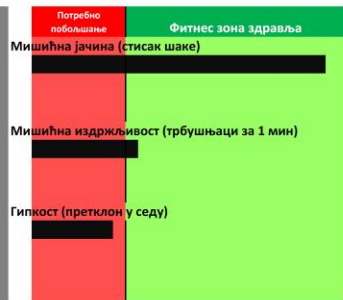 Потребно
побољшање
Фитнес зона здравља
Мишићна јачина (стисак шаке)
Мишићна издржљивост (трбушњаци за 1 мин)
Гипкост (претклон у седу)